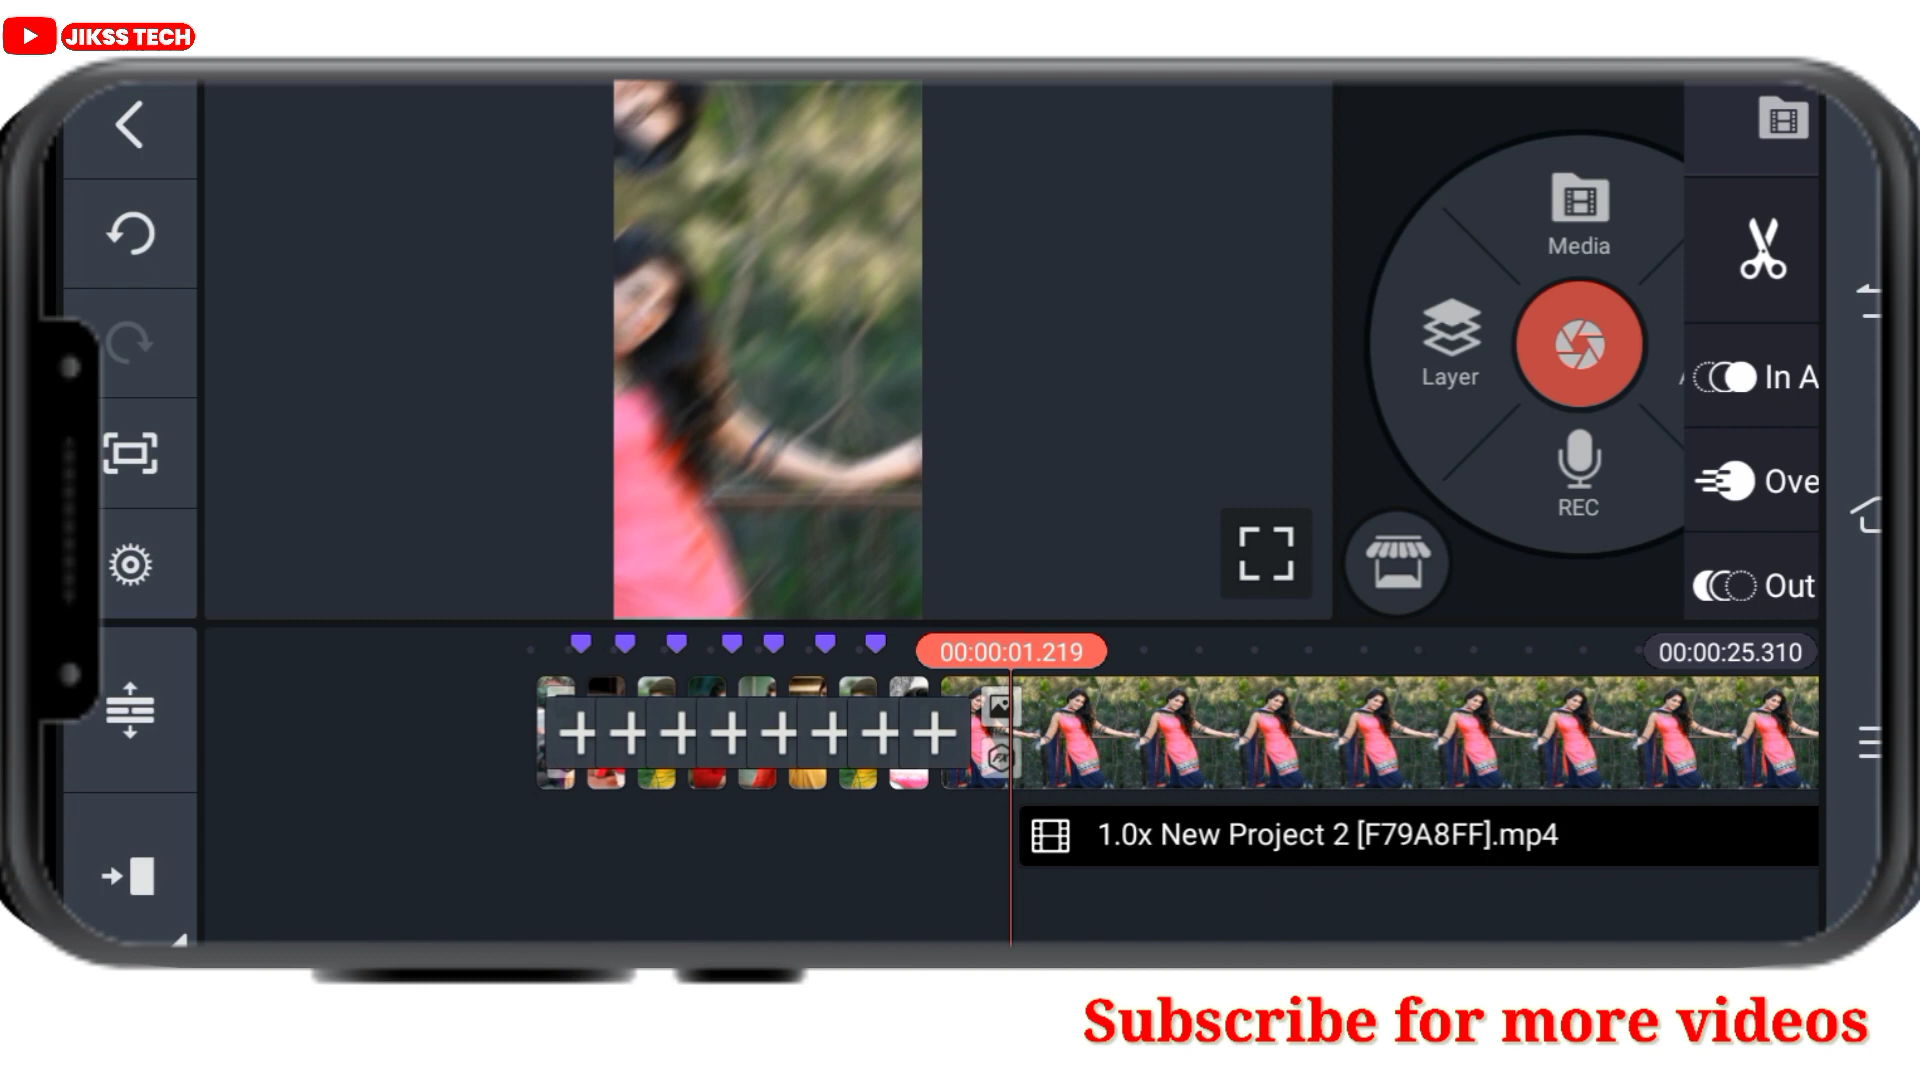 JIKSS TECH
Media
Layer
REC
In A
Ove
Out
00:00:01.219
00:00:25.310
1.0x New Project 2 [F79A8FF].mp4
Subscribe for more videos